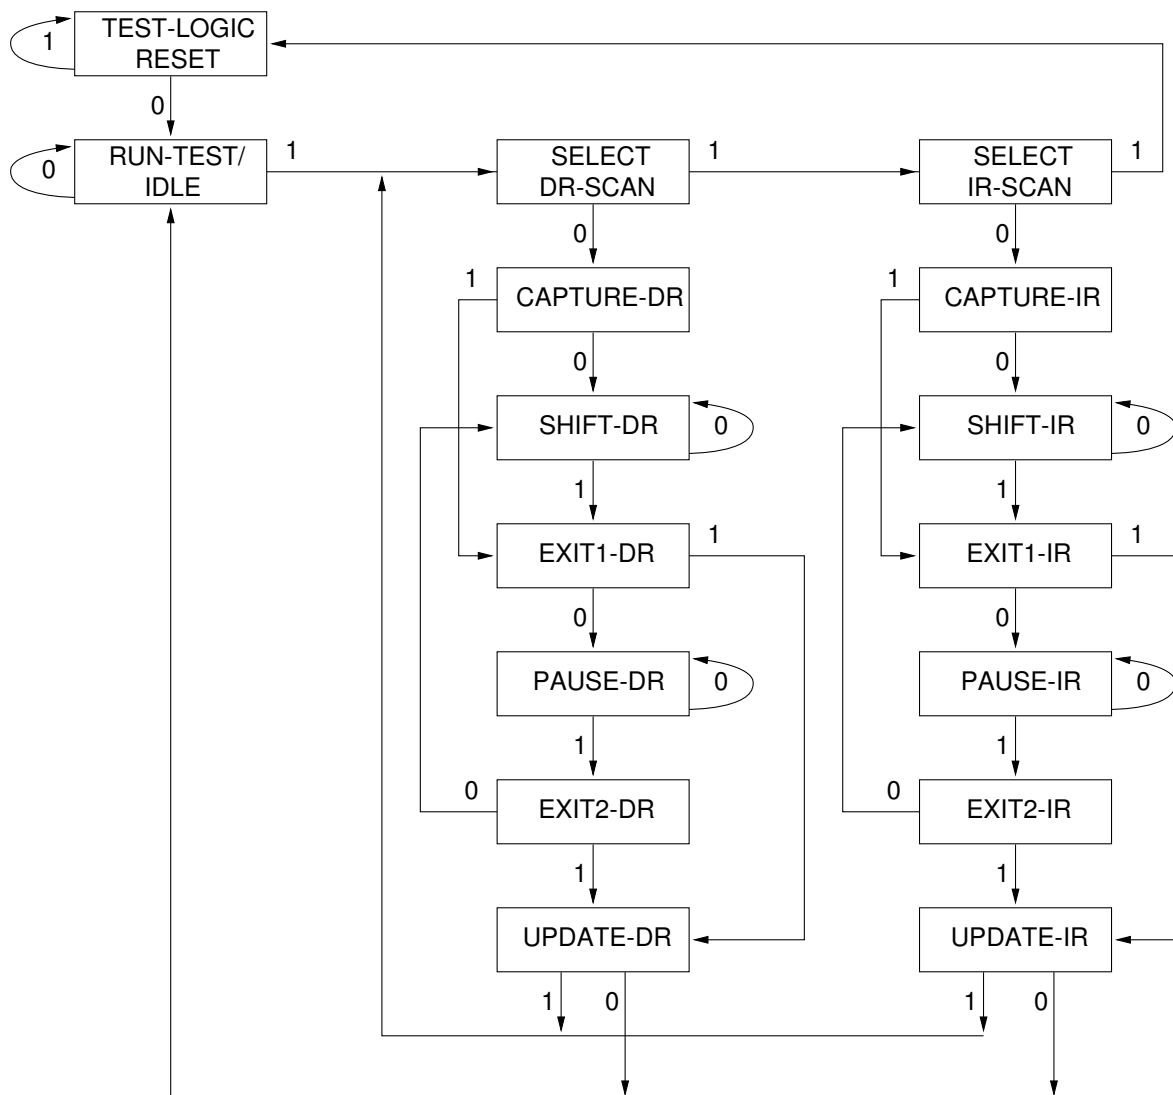 TEST-LOGIC
RESET
1
0
RUN-TEST/
IDLE
0
1
SELECT
DR-SCAN
1
SELECT
IR-SCAN
1
0
0
1
CAPTURE-DR
1
CAPTURE-IR
0
0
SHIFT-DR
0
SHIFT-IR
0
1
1
EXIT1-DR
1
EXIT1-IR
1
0
0
PAUSE-DR
0
PAUSE-IR
0
1
1
0
EXIT2-DR
0
EXIT2-IR
1
1
UPDATE-DR
UPDATE-IR
1
0
1
0